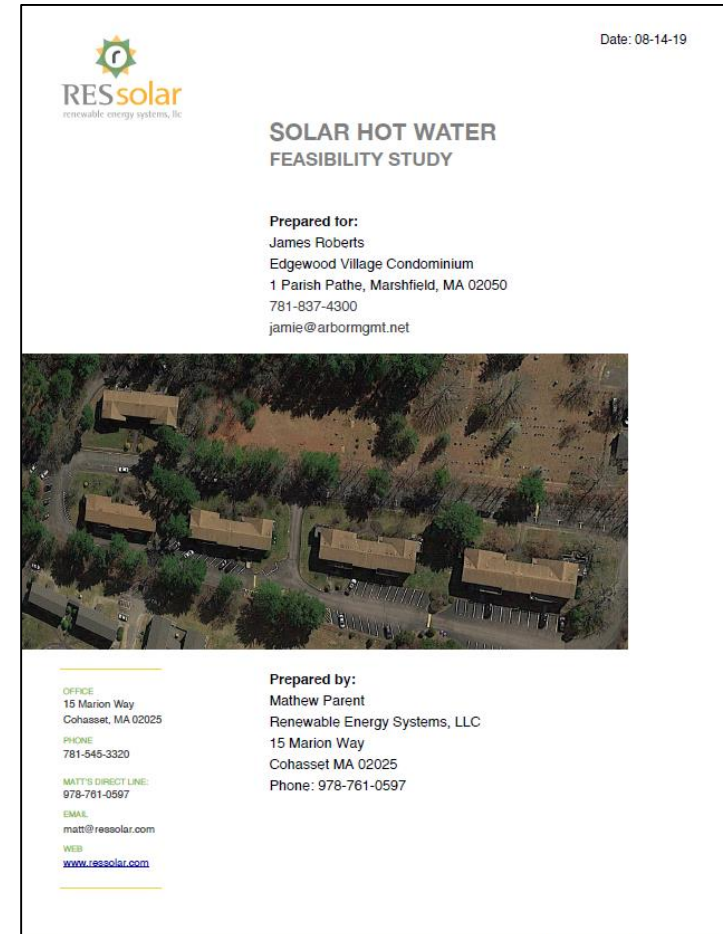 Date: 08-14-19
r
RESsolar
renewable energy systems, llc
SOLAR HOT WATER
FEASIBILITY STUDY
Prepared for:
James Roberts
Edgewood Village Condominium
1 Parish Pathe, Marshfield, MA 02050
781-837-4300
jamie@arbormgmt.net
OFFICE
15 Marion Way
Cohasset, MA 02025
PHONE
781-545-3320
MATT'S DIRECT LINE:
978-761-0597
EMAIL
matt@ressolar.com
WEB
www.ressolar.com
Prepared by:
Mathew Parent
Renewable Energy Systems, LLC
15 Marion Way
Cohasset MA 02025
Phone: 978-761-0597